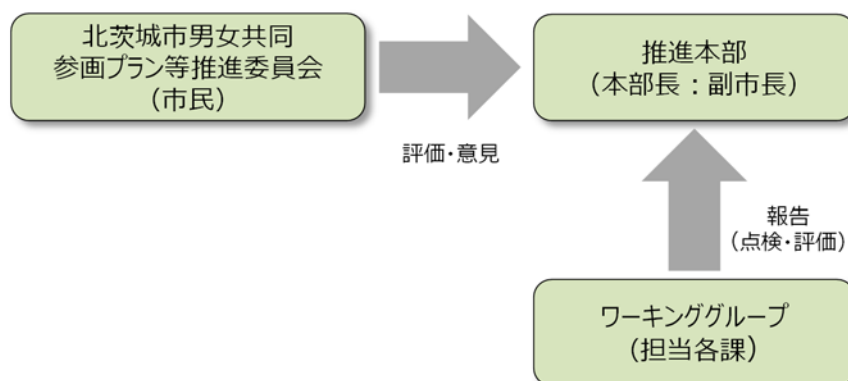 北茨城市男女共同
参画プラン等推進委員会
（市民）
評価・意見
推進本部
（本部長：副市長）
報告
（点検・評価）
ワーキンググループ
（担当各課）